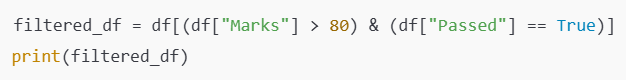 filtered_df = df[(df["Marks"] > 80) & (df["Passed"] == True)]
print(filtered_df)